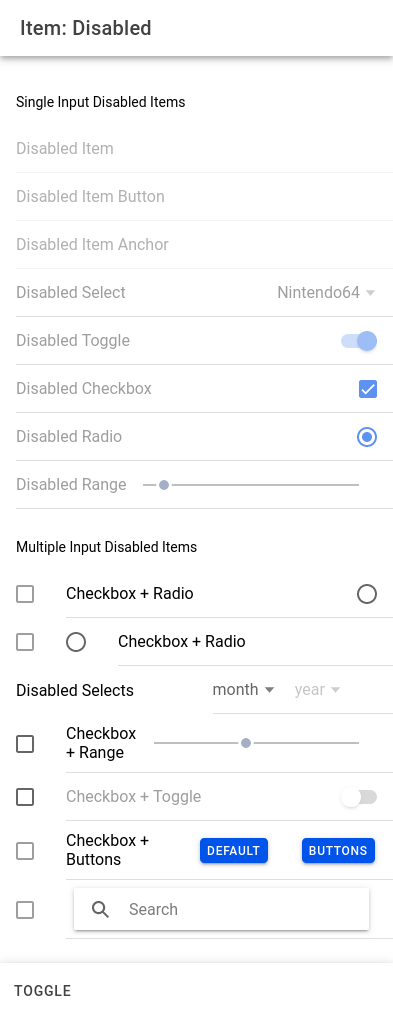 Item: Disabled
Single Input Disabled Items
Disabled Item
Disabled Item Button
Disabled Item Anchor
Disabled Select Nintendo64
Disabled Toggle
Disabled Checkbox
Disabled Radio
Disabled Range
Multiple Input Disabled Items
Checkbox + Radio
Checkbox + Radio
Disabled Selects month year
Checkbox
+ Range
Checkbox + Toggle
Checkbox +
Buttons
DEFAULT BUTTONS
Search
TOGGLE